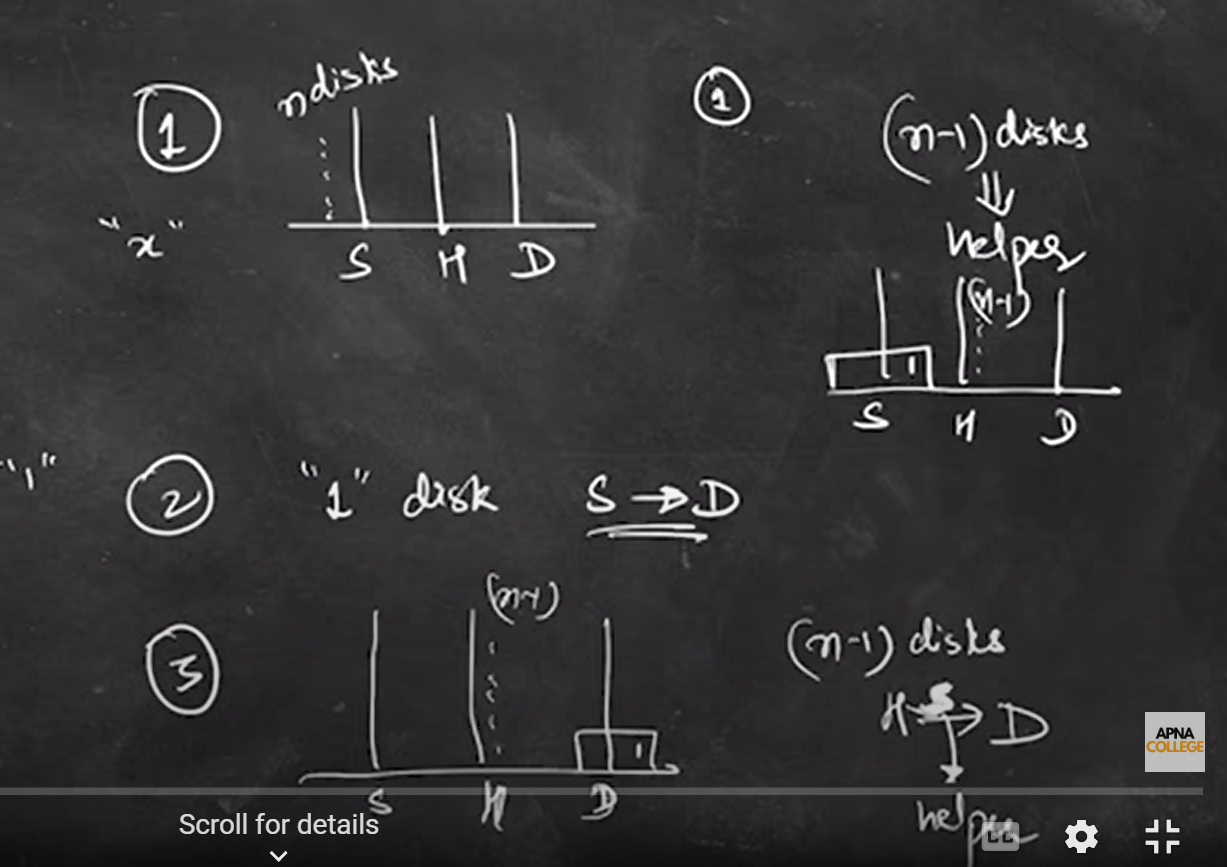 1
n disks
"x"
S H D
1
(n-1) disks
⇓
helper
(n-1)
1
S H D
2
"1" disk S → D
"1"
3
(n-1)
1
S H D
(n-1) disks
H → D
S
helper
APNA
COLLEGE
Scroll for details
CC